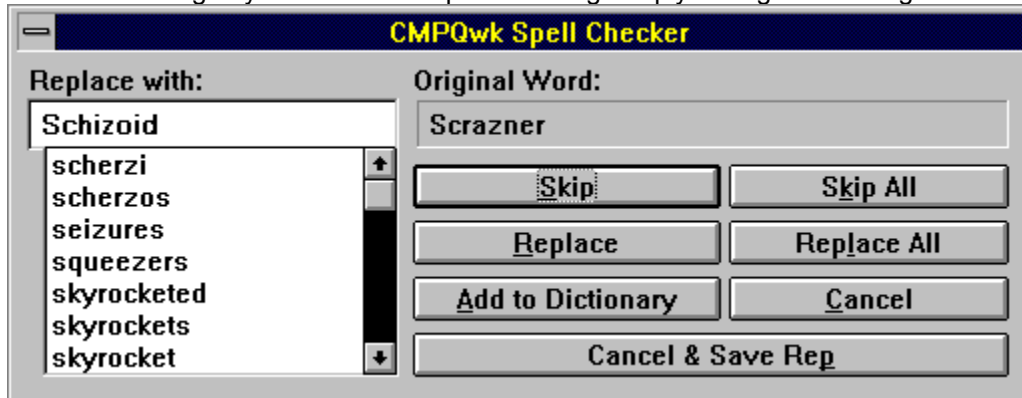 CMPQwk Spell Checker
Replace with:
Original Word:
Schizoid
Scrazner
scherzi
scherzos
seizures
squeezers
skyrocketed
skyrockets
skyrocket
Skip
Skip All
Replace
Replace All
Add to Dictionary
Cancel
Cancel & Save Rep